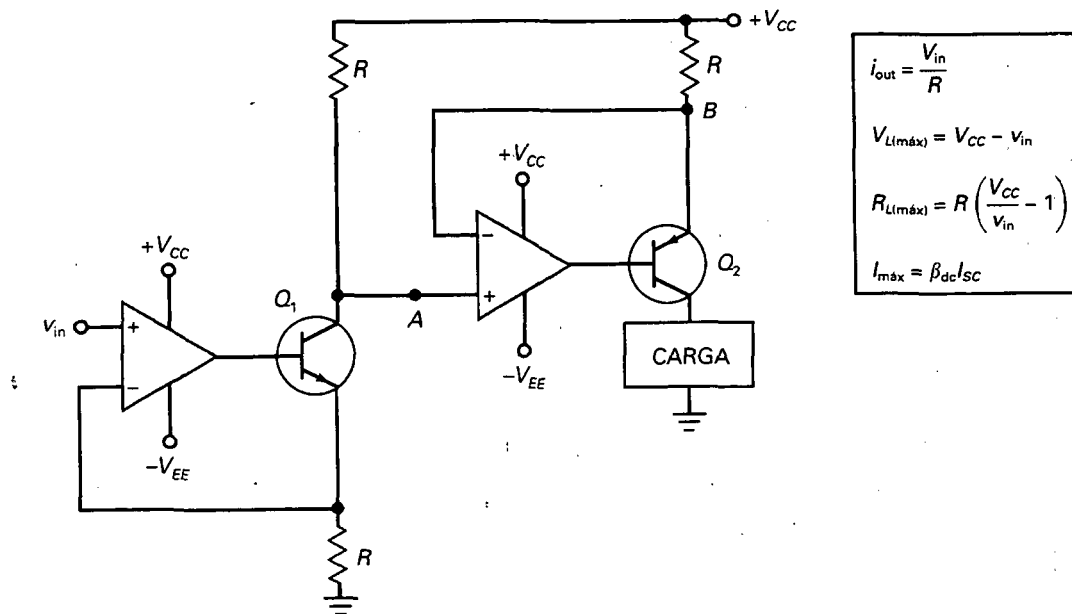 +V_CC
R
R
B
+V_CC
−
+
Q_2
A
−V_EE
CARGA
+V_CC
Q_1
v_in
+
−
−V_EE
R
i_out = V_in / R
V_L(máx) = V_CC − v_in
R_L(máx) = R (V_CC / v_in − 1)
I_máx = β_dc I_SC